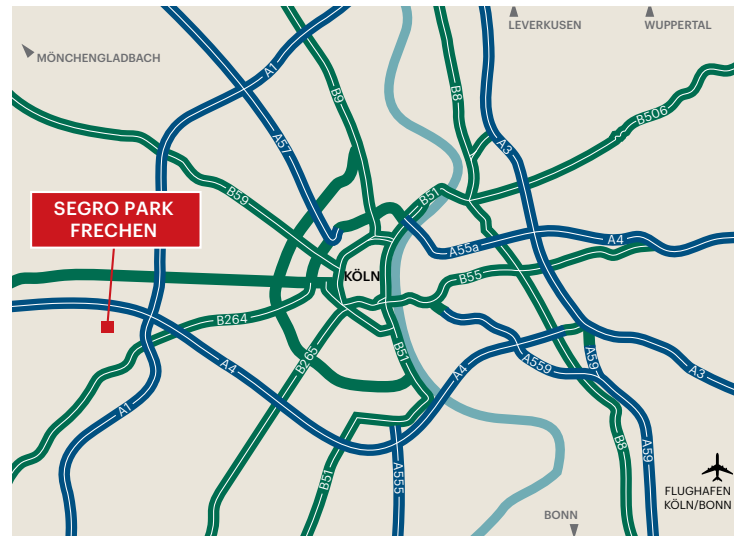 LEVERKUSEN
WUPPERTAL
MÖNCHENGLADBACH
A1
B9
B8
B506
A57
A3
B59
B51
SEGRO PARK
FRECHEN
A55a
A4
KÖLN
B55
B264
B265
B51
A4
A4
A559
A59
A3
A1
B8
A59
B51
A555
FLUGHAFEN
KÖLN/BONN
BONN